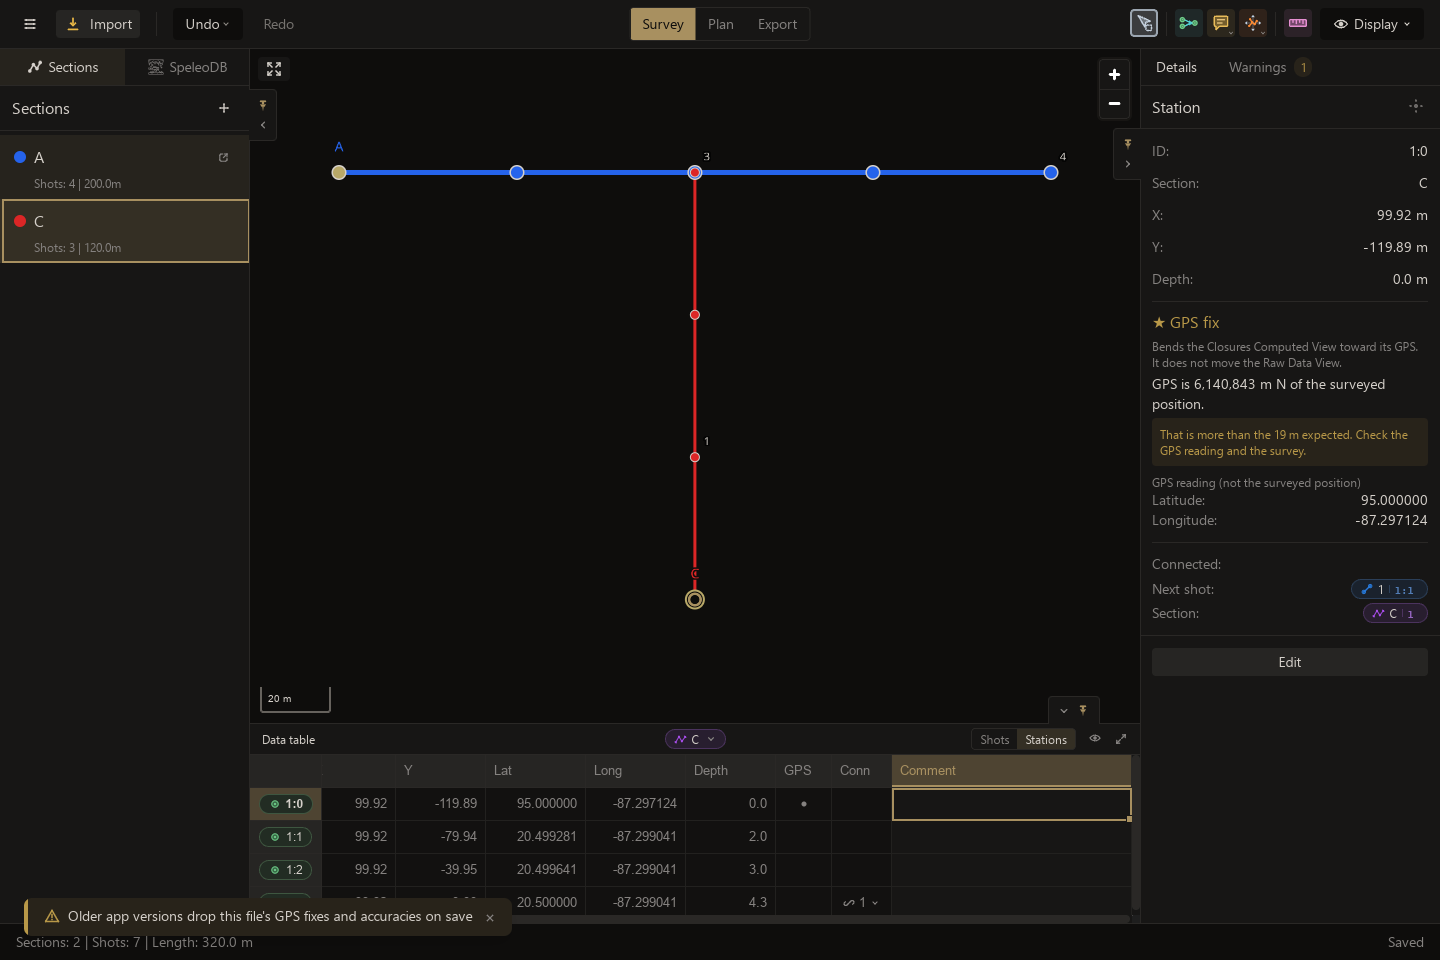 Import
Undo
Redo
Survey
Plan
Export
Display
Sections
SpeleoDB
Sections
A
Shots: 4 | 200.0m
C
Shots: 3 | 120.0m
A
3
4
1
C
20 m
Details
Warnings 1
Station
ID: 1:0
Section: C
X: 99.92 m
Y: -119.89 m
Depth: 0.0 m
★ GPS fix
Bends the Closures Computed View toward its GPS.
It does not move the Raw Data View.
GPS is 6,140,843 m N of the surveyed
position.
That is more than the 19 m expected. Check the
GPS reading and the survey.
GPS reading (not the surveyed position)
Latitude: 95.000000
Longitude: -87.297124
Connected:
Next shot: 1 | 1:1
Section: C | 1
Edit
Data table
C
Shots
Stations
Y Lat Long Depth GPS Conn Comment
1:0 99.92 -119.89 95.000000 -87.297124 0.0 •
1:1 99.92 -79.94 20.499281 -87.299041 2.0
1:2 99.92 -39.95 20.499641 -87.299041 3.0
20.500000 -87.299041 4.3 1
Older app versions drop this file's GPS fixes and accuracies on save
Sections: 2 | Shots: 7 | Length: 320.0 m
Saved